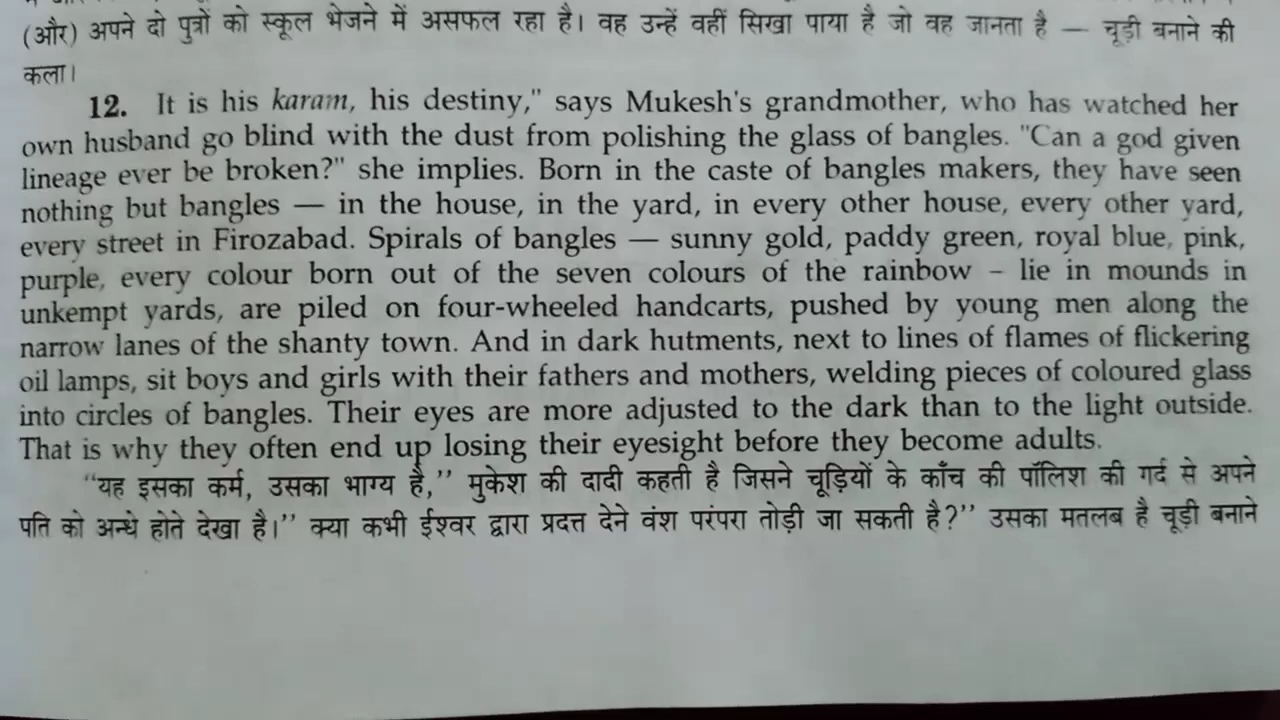 (और) अपने दो पुत्रों को स्कूल भेजने में असफल रहा है। वह उन्हें वहीं सिखा पाया है जो वह जानता है — चूड़ी बनाने की
कला।
12. It is his karam, his destiny," says Mukesh's grandmother, who has watched her
own husband go blind with the dust from polishing the glass of bangles. "Can a god given
lineage ever be broken?" she implies. Born in the caste of bangles makers, they have seen
nothing but bangles — in the house, in the yard, in every other house, every other yard,
every street in Firozabad. Spirals of bangles — sunny gold, paddy green, royal blue, pink,
purple, every colour born out of the seven colours of the rainbow – lie in mounds in
unkempt yards, are piled on four-wheeled handcarts, pushed by young men along the
narrow lanes of the shanty town. And in dark hutments, next to lines of flames of flickering
oil lamps, sit boys and girls with their fathers and mothers, welding pieces of coloured glass
into circles of bangles. Their eyes are more adjusted to the dark than to the light outside.
That is why they often end up losing their eyesight before they become adults.
‘‘यह इसका कर्म, उसका भाग्य है,’’ मुकेश की दादी कहती है जिसने चूड़ियों के काँच की पॉलिश की गर्द से अपने
पति को अन्धे होते देखा है।’’ क्या कभी ईश्वर द्वारा प्रदत्त देने वंश परंपरा तोड़ी जा सकती है?’’ उसका मतलब है चूड़ी बनाने